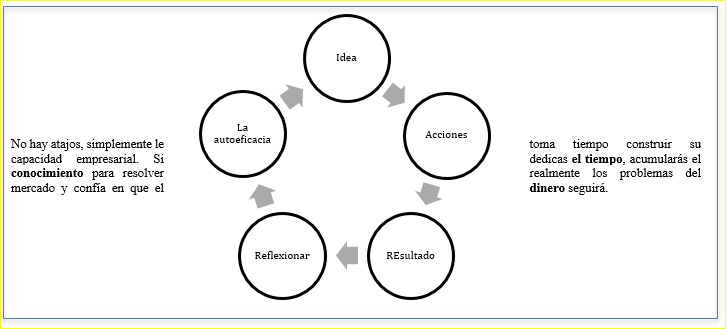 Idea
La
autoeficacia
Acciones
No hay atajos, simplemente le toma tiempo construir su
capacidad empresarial. Si dedicas el tiempo, acumularás el
conocimiento para resolver realmente los problemas del
mercado y confía en que el dinero seguirá.
Reflexionar
REsultado